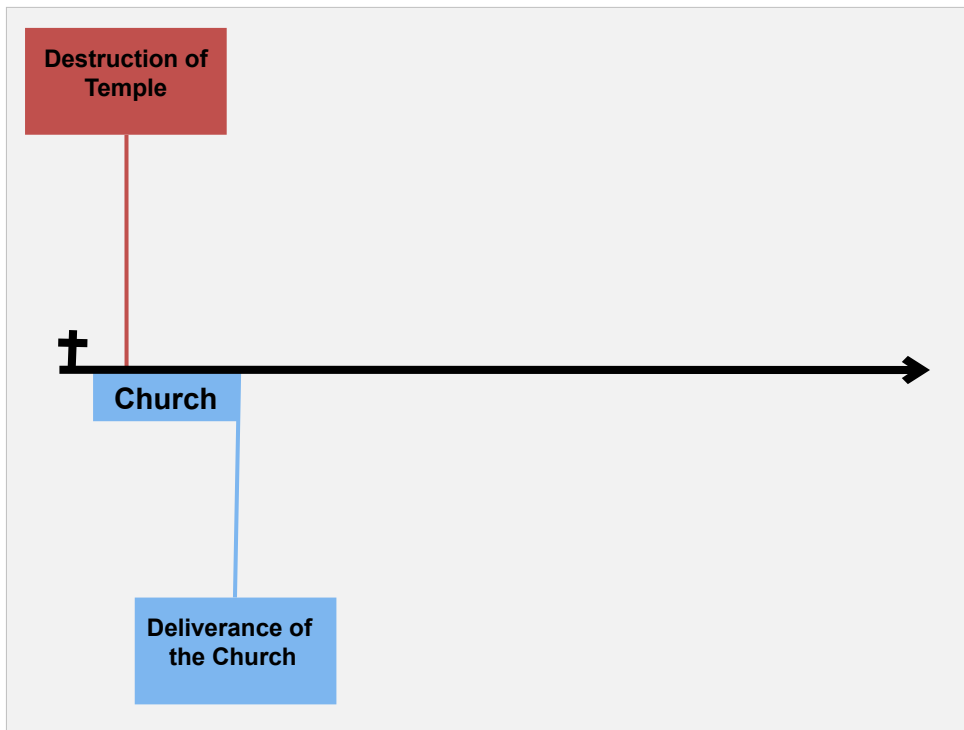 Destruction of
Temple
Church
Deliverance of
the Church